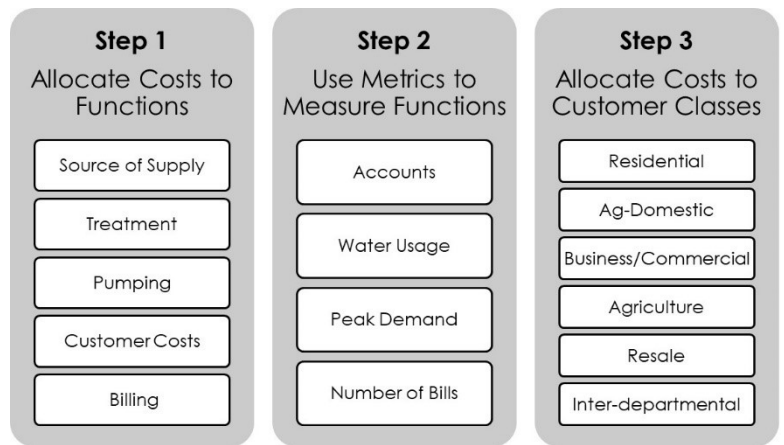 Step 1
Allocate Costs to
Functions
Source of Supply
Treatment
Pumping
Customer Costs
Billing
Step 2
Use Metrics to
Measure Functions
Accounts
Water Usage
Peak Demand
Number of Bills
Step 3
Allocate Costs to
Customer Classes
Residential
Ag-Domestic
Business/Commercial
Agriculture
Resale
Inter-departmental